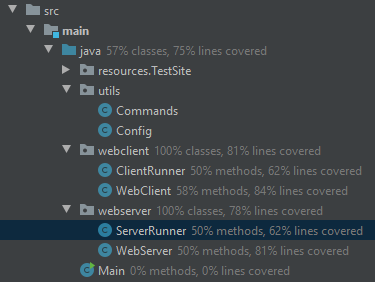 src
main
java 57% classes, 75% lines covered
resources.TestSite
utils
Commands
Config
webclient 100% classes, 81% lines covered
ClientRunner 50% methods, 62% lines covered
WebClient 58% methods, 84% lines covered
webserver 100% classes, 78% lines covered
ServerRunner 50% methods, 62% lines covered
WebServer 50% methods, 81% lines covered
Main 0% methods, 0% lines covered